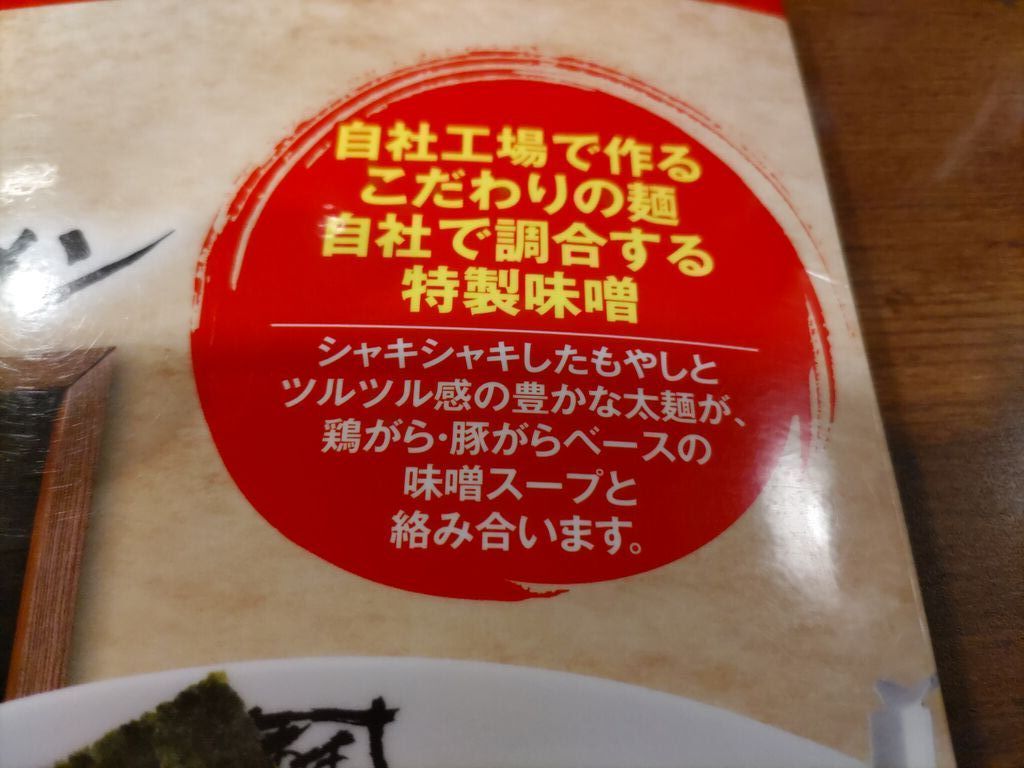 自社工場で作る
こだわりの麺
自社で調合する
特製味噌
シャキシャキしたもやしと
ツルツル感の豊かな太麺が、
鶏がら・豚がらベースの
味噌スープと
絡み合います。